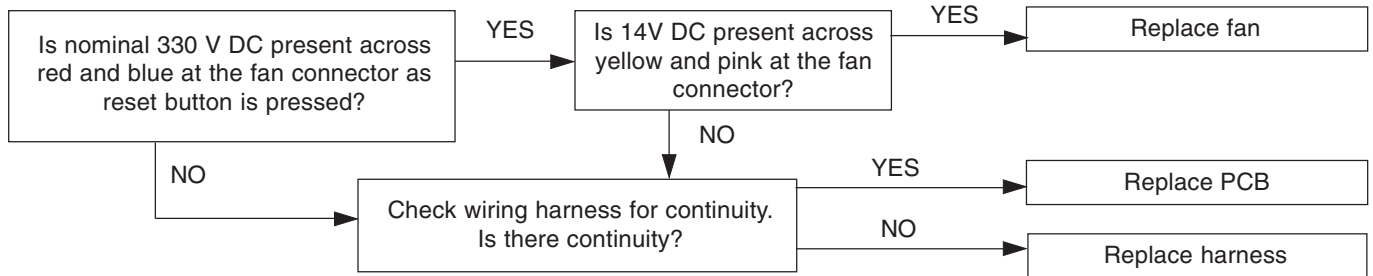 Is nominal 330 V DC present across
red and blue at the fan connector as
reset button is pressed?
YES
Is 14V DC present across
yellow and pink at the fan
connector?
YES
Replace fan
NO
NO
Check wiring harness for continuity.
Is there continuity?
YES
Replace PCB
NO
Replace harness